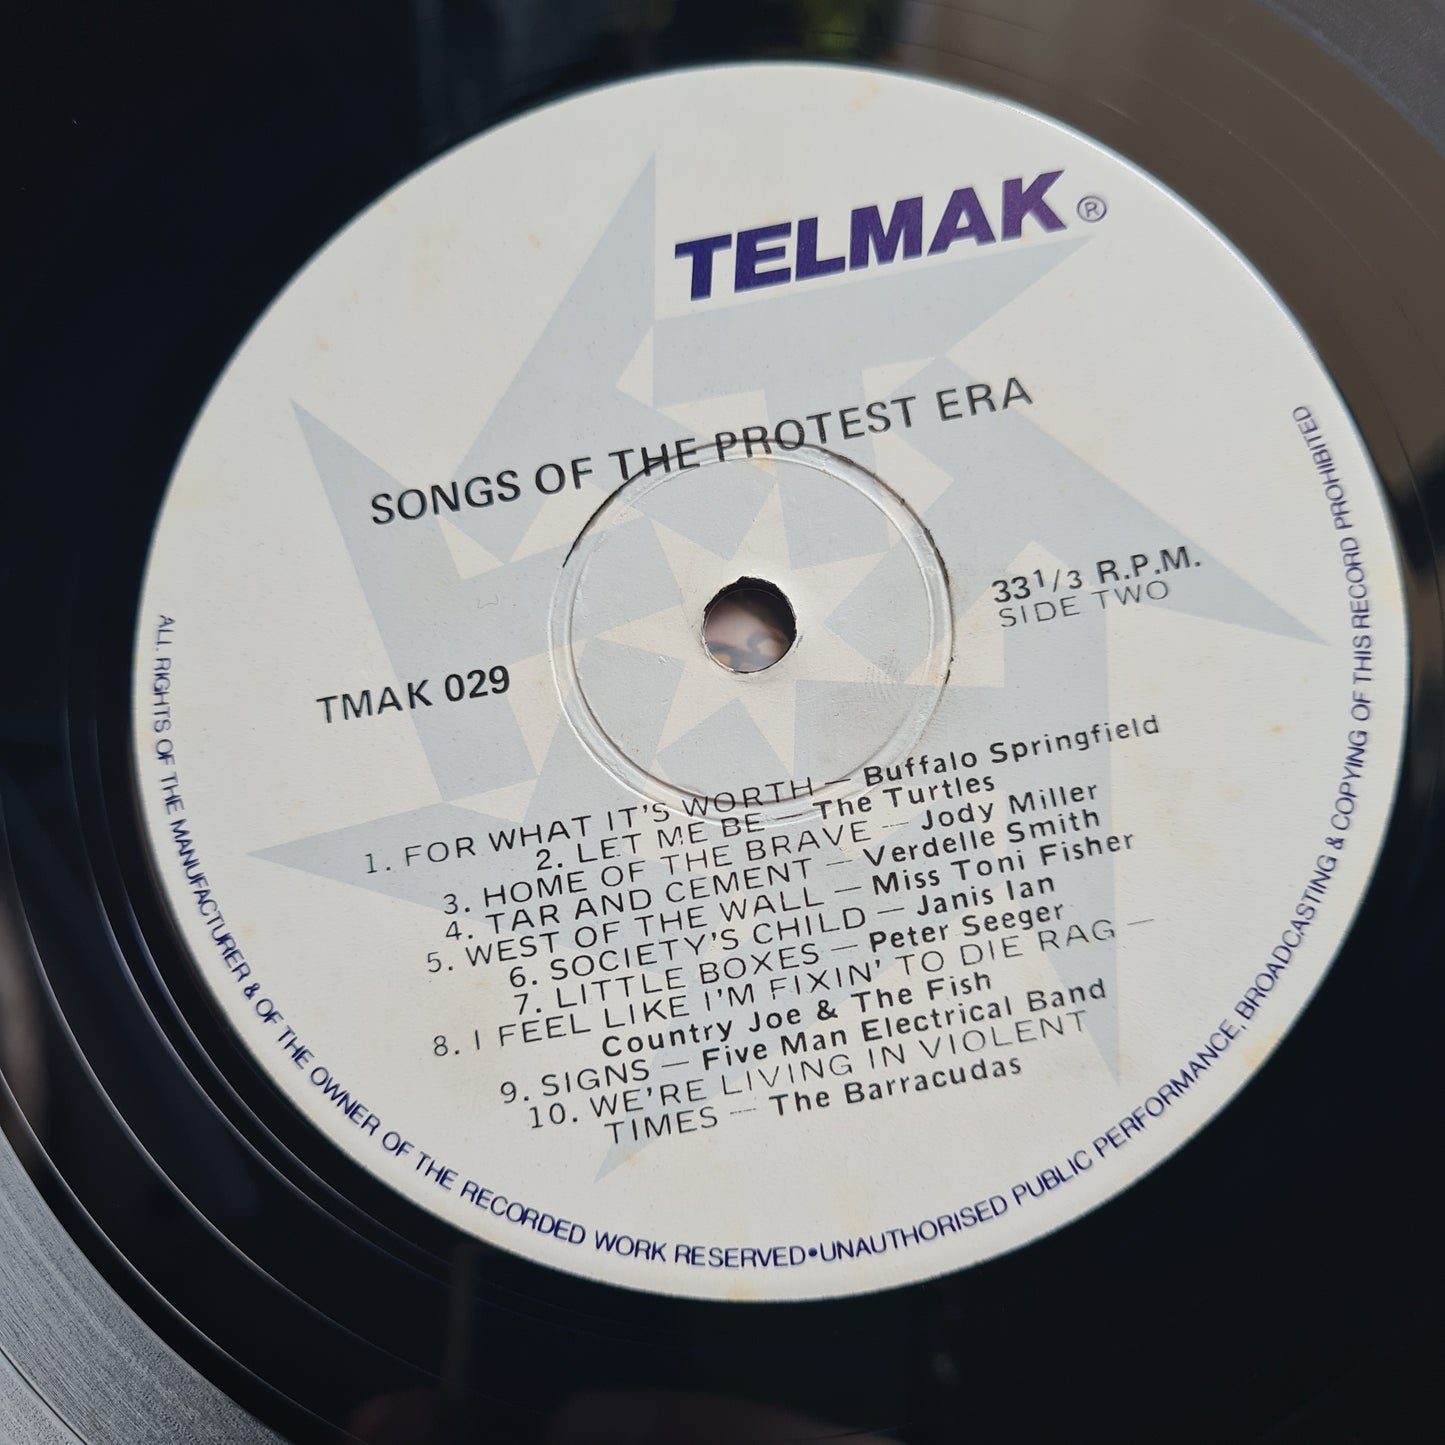 TELMAK®
SONGS OF THE PROTEST ERA
33 1/3 R.P.M.
SIDE TWO
TMAK 029
1. FOR WHAT IT'S WORTH — Buffalo Springfield
2. LET ME BE — The Turtles
3. HOME OF THE BRAVE — Jody Miller
4. TAR AND CEMENT — Verdelle Smith
5. WEST OF THE WALL — Miss Toni Fisher
6. SOCIETY'S CHILD — Janis Ian
7. LITTLE BOXES — Peter Seeger
8. I FEEL LIKE I'M FIXIN' TO DIE RAG —
Country Joe & The Fish
9. SIGNS — Five Man Electrical Band
10. WE'RE LIVING IN VIOLENT
TIMES — The Barracudas
ALL RIGHTS OF THE MANUFACTURER & OF THE OWNER OF THE RECORDED WORK RESERVED•UNAUTHORISED PUBLIC PERFORMANCE, BROADCASTING & COPYING OF THIS RECORD PROHIBITED